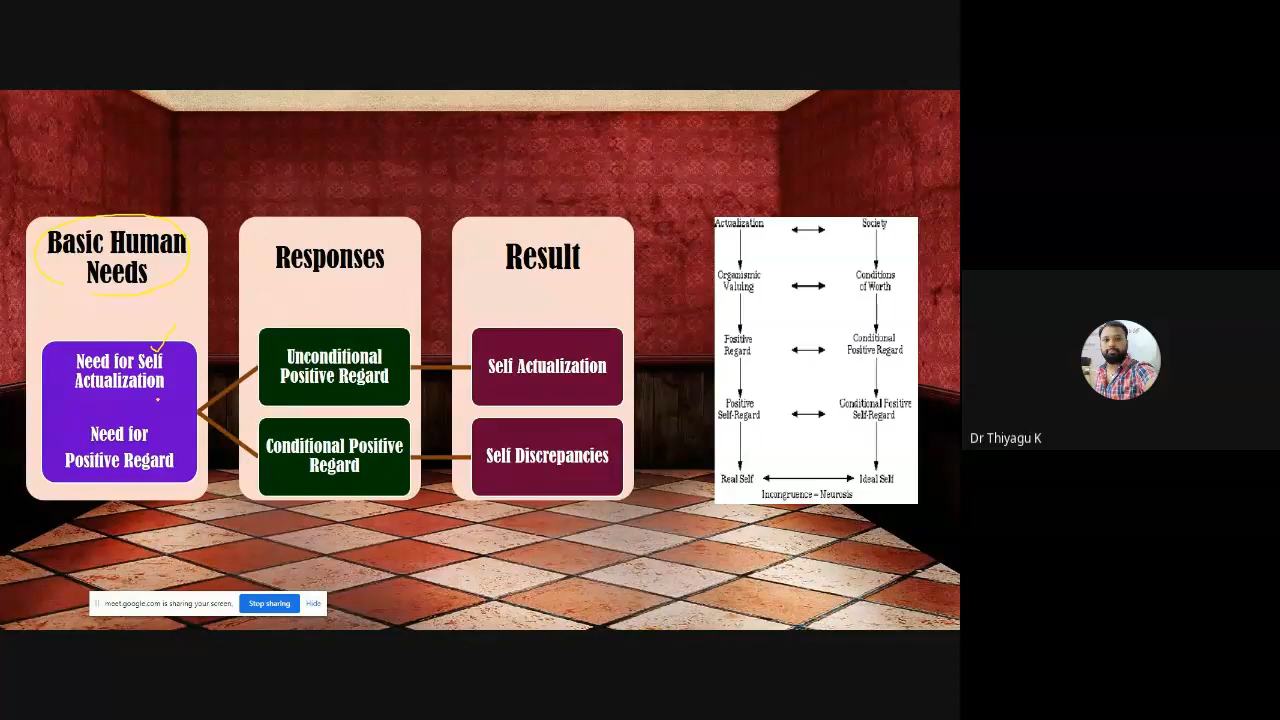 Basic Human
Needs
Need for Self
Actualization
Need for
Positive Regard
Responses
Unconditional
Positive Regard
Conditional Positive
Regard
Result
Self Actualization
Self Discrepancies
Actualization
Society
Organismic
Valuing
Conditions
of Worth
Positive
Regard
Conditional
Positive Regard
Positive
Self-Regard
Conditional Positive
Self-Regard
Real Self
Ideal Self
Incongruence = Neurosis
meet.google.com is sharing your screen.
Stop sharing
Hide
Dr Thiyagu K